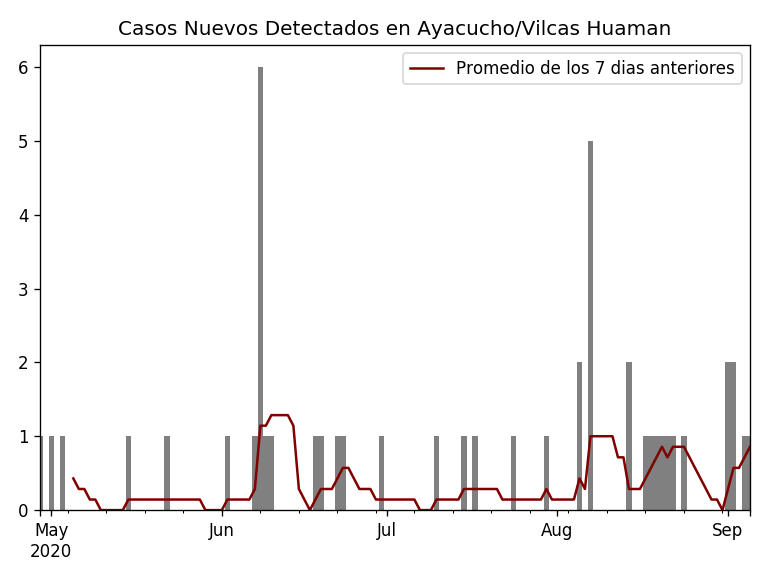 Casos Nuevos Detectados en Ayacucho/Vilcas Huaman
Promedio de los 7 dias anteriores
6
5
4
3
2
1
0
May Jun Jul Aug Sep
2020